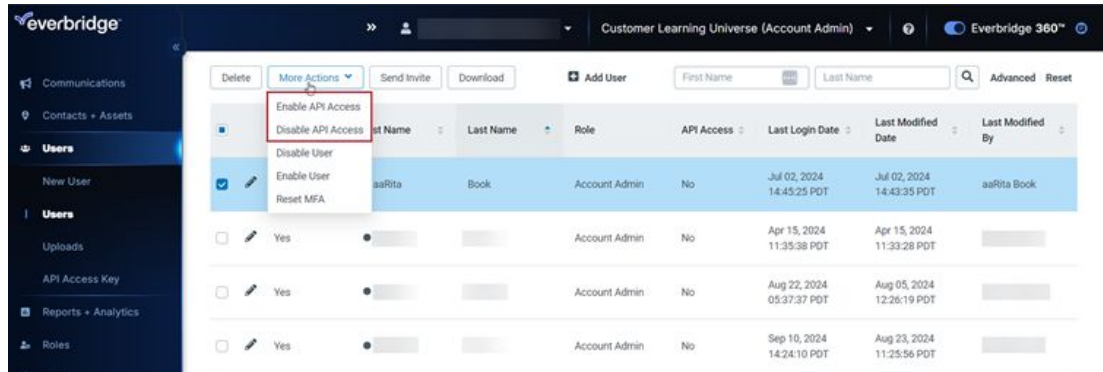 everbridge
Customer Learning Universe (Account Admin)
Everbridge 360™
Communications
Contacts + Assets
Users
New User
Users
Uploads
API Access Key
Reports + Analytics
Roles
Delete More Actions Send Invite Download Add User First Name Last Name Advanced Reset
Enable API Access
Disable API Access
Disable User
Enable User
Reset MFA
st Name Last Name Role API Access Last Login Date Last Modified Date Last Modified By
aaRita Book Account Admin No Jul 02, 2024 14:45:25 PDT Jul 02, 2024 14:43:35 PDT aaRita Book
Yes Account Admin No Apr 15, 2024 11:35:38 PDT Apr 15, 2024 11:33:28 PDT
Yes Account Admin No Aug 22, 2024 05:37:37 PDT Aug 05, 2024 12:26:19 PDT
Yes Account Admin No Sep 10, 2024 14:24:10 PDT Aug 23, 2024 11:25:56 PDT